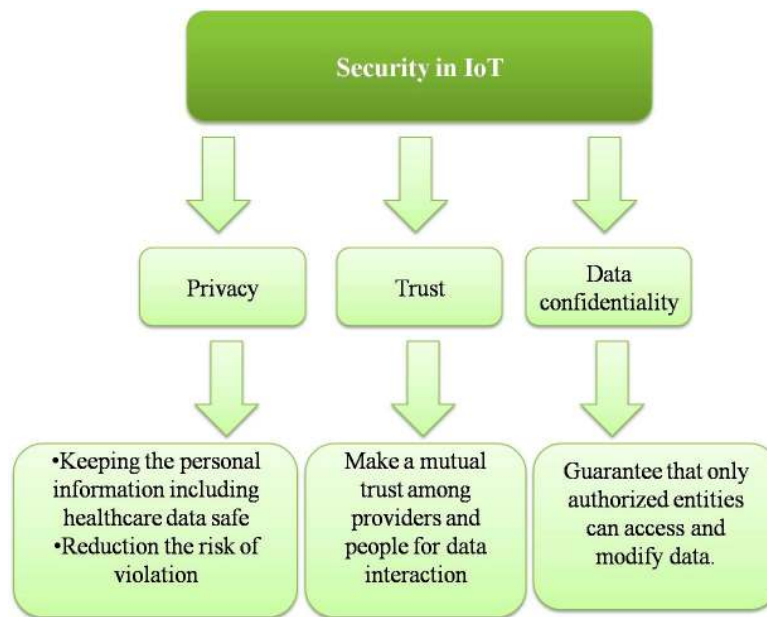 Security in IoT
Privacy
Trust
Data
confidentiality
•Keeping the personal
information including
healthcare data safe
•Reduction the risk of
violation
Make a mutual
trust among
providers and
people for data
interaction
Guarantee that only
authorized entities
can access and
modify data.